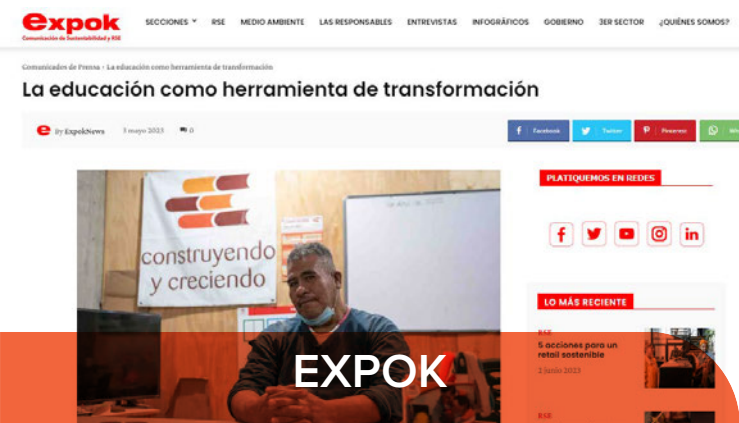 expok
Comunicación de Sustentabilidad y RSE
SECCIONES RSE MEDIO AMBIENTE LAS RESPONSABLES ENTREVISTAS INFOGRÁFICOS GOBIERNO 3ER SECTOR ¿QUIÉNES SOMOS?
Comunicados de Prensa › La educación como herramienta de transformación
La educación como herramienta de transformación
By ExpokNews 3 mayo 2023 0
Facebook Twitter Pinterest
PLATIQUEMOS EN REDES
construyendo
y creciendo
LO MÁS RECIENTE
RSE
5 acciones para un
retail sostenible
2 junio 2023
EXPOK
RSE